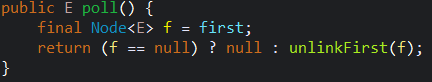 public E poll() {
final Node<E> f = first;
return (f == null) ? null : unlinkFirst(f);
}